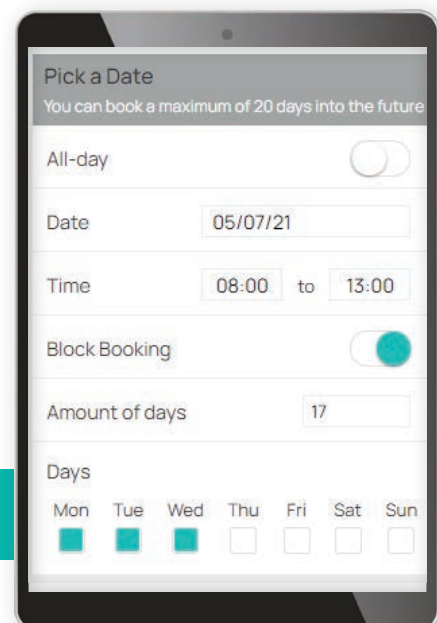 Pick a Date
You can book a maximum of 20 days into the future
All-day
Date 05/07/21
Time 08:00 to 13:00
Block Booking
Amount of days 17
Days
Mon Tue Wed Thu Fri Sat Sun